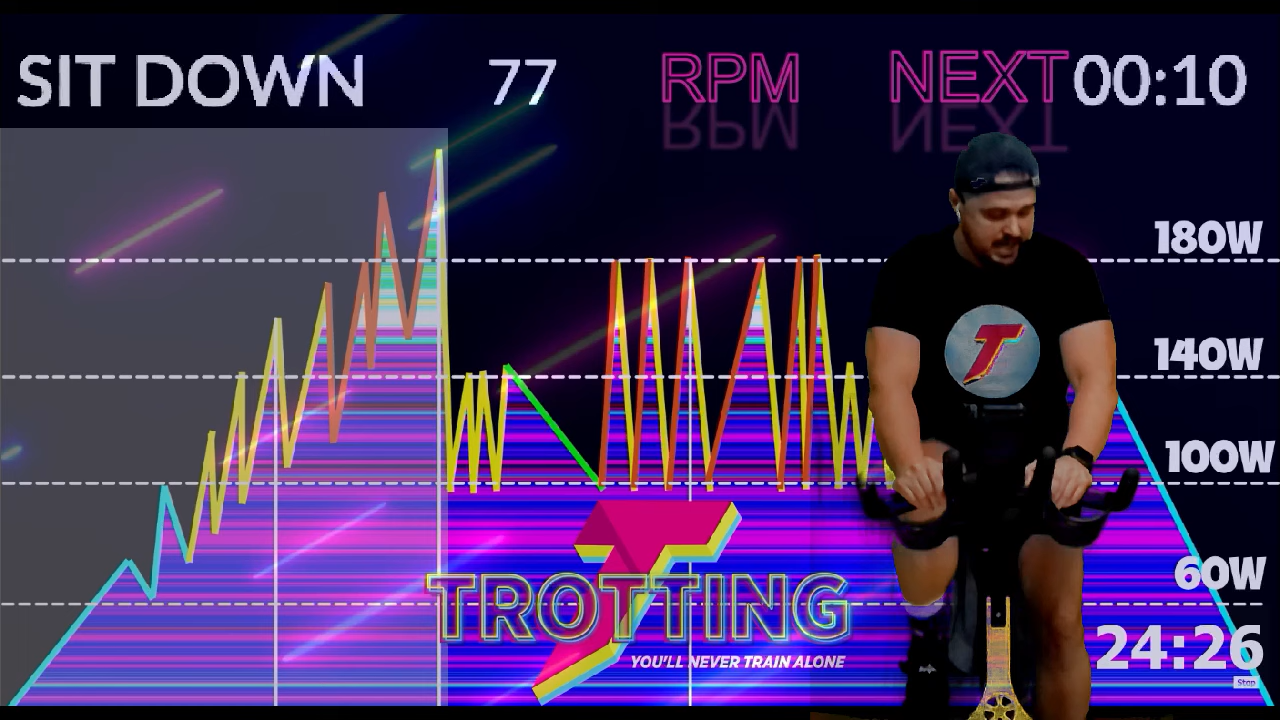 SIT DOWN 77 RPM NEXT 00:10
180W
140W
T
100W
60W
TROTTING
24:26
YOU'LL NEVER TRAIN ALONE
Stop